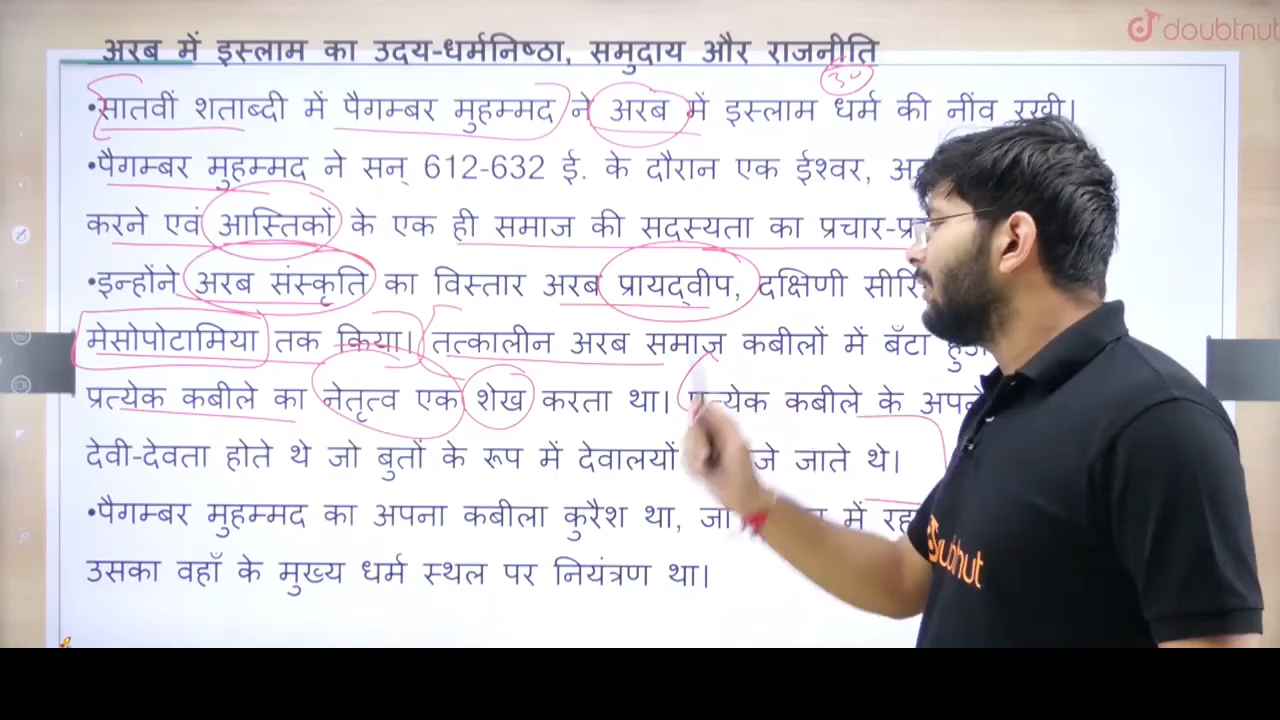 doubtnut
अरब में इस्लाम का उदय-धर्मनिष्ठा, समुदाय और राजनीति
•सातवीं शताब्दी में पैगम्बर मुहम्मद ने अरब में इस्लाम धर्म की नींव रखी।
•पैगम्बर मुहम्मद ने सन् 612-632 ई. के दौरान एक ईश्वर,
करने एवं आस्तिकों के एक ही समाज की सदस्यता का
•इन्होंने अरब संस्कृति का विस्तार अरब प्रायद्वीप, दक्षिणी
मेसोपोटामिया तक किया। तत्कालीन अरब समाज कबीलों में बँटा
प्रत्येक कबीले का नेतृत्व एक शेख करता था। प्रत्येक कबीले के
देवी-देवता होते थे जो बुतों के रूप में देवालयों जाते थे।
•पैगम्बर मुहम्मद का अपना कबीला कुरैश था, में
उसका वहाँ के मुख्य धर्म स्थल पर नियंत्रण था।